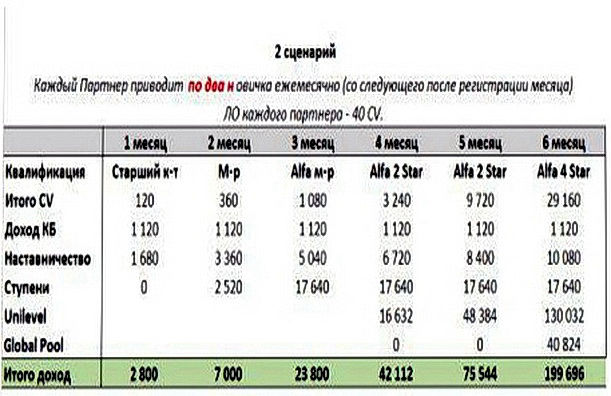 2 сценарий
Каждый Партнер приводит по два н овичка ежемесячно (со следующего после регистрации месяца)
ЛО каждого партнера - 40 CV.
1 месяц 2 месяц 3 месяц 4 месяц 5 месяц 6 месяц
Квалификация Старший к-т М-р Alfa м-р Alfa 2 Star Alfa 2 Star Alfa 4 Star
Итого CV 120 360 1 080 3 240 9 720 29 160
Доход КБ 1 120 1 120 1 120 1 120 1 120 1 120
Наставничество 1 680 3 360 5 040 6 720 8 400 10 080
Ступени 0 2 520 17 640 17 640 17 640 17 640
Unilevel 16 632 48 384 130 032
Global Pool 0 0 40 824
Итого доход 2 800 7 000 23 800 42 112 75 544 199 696